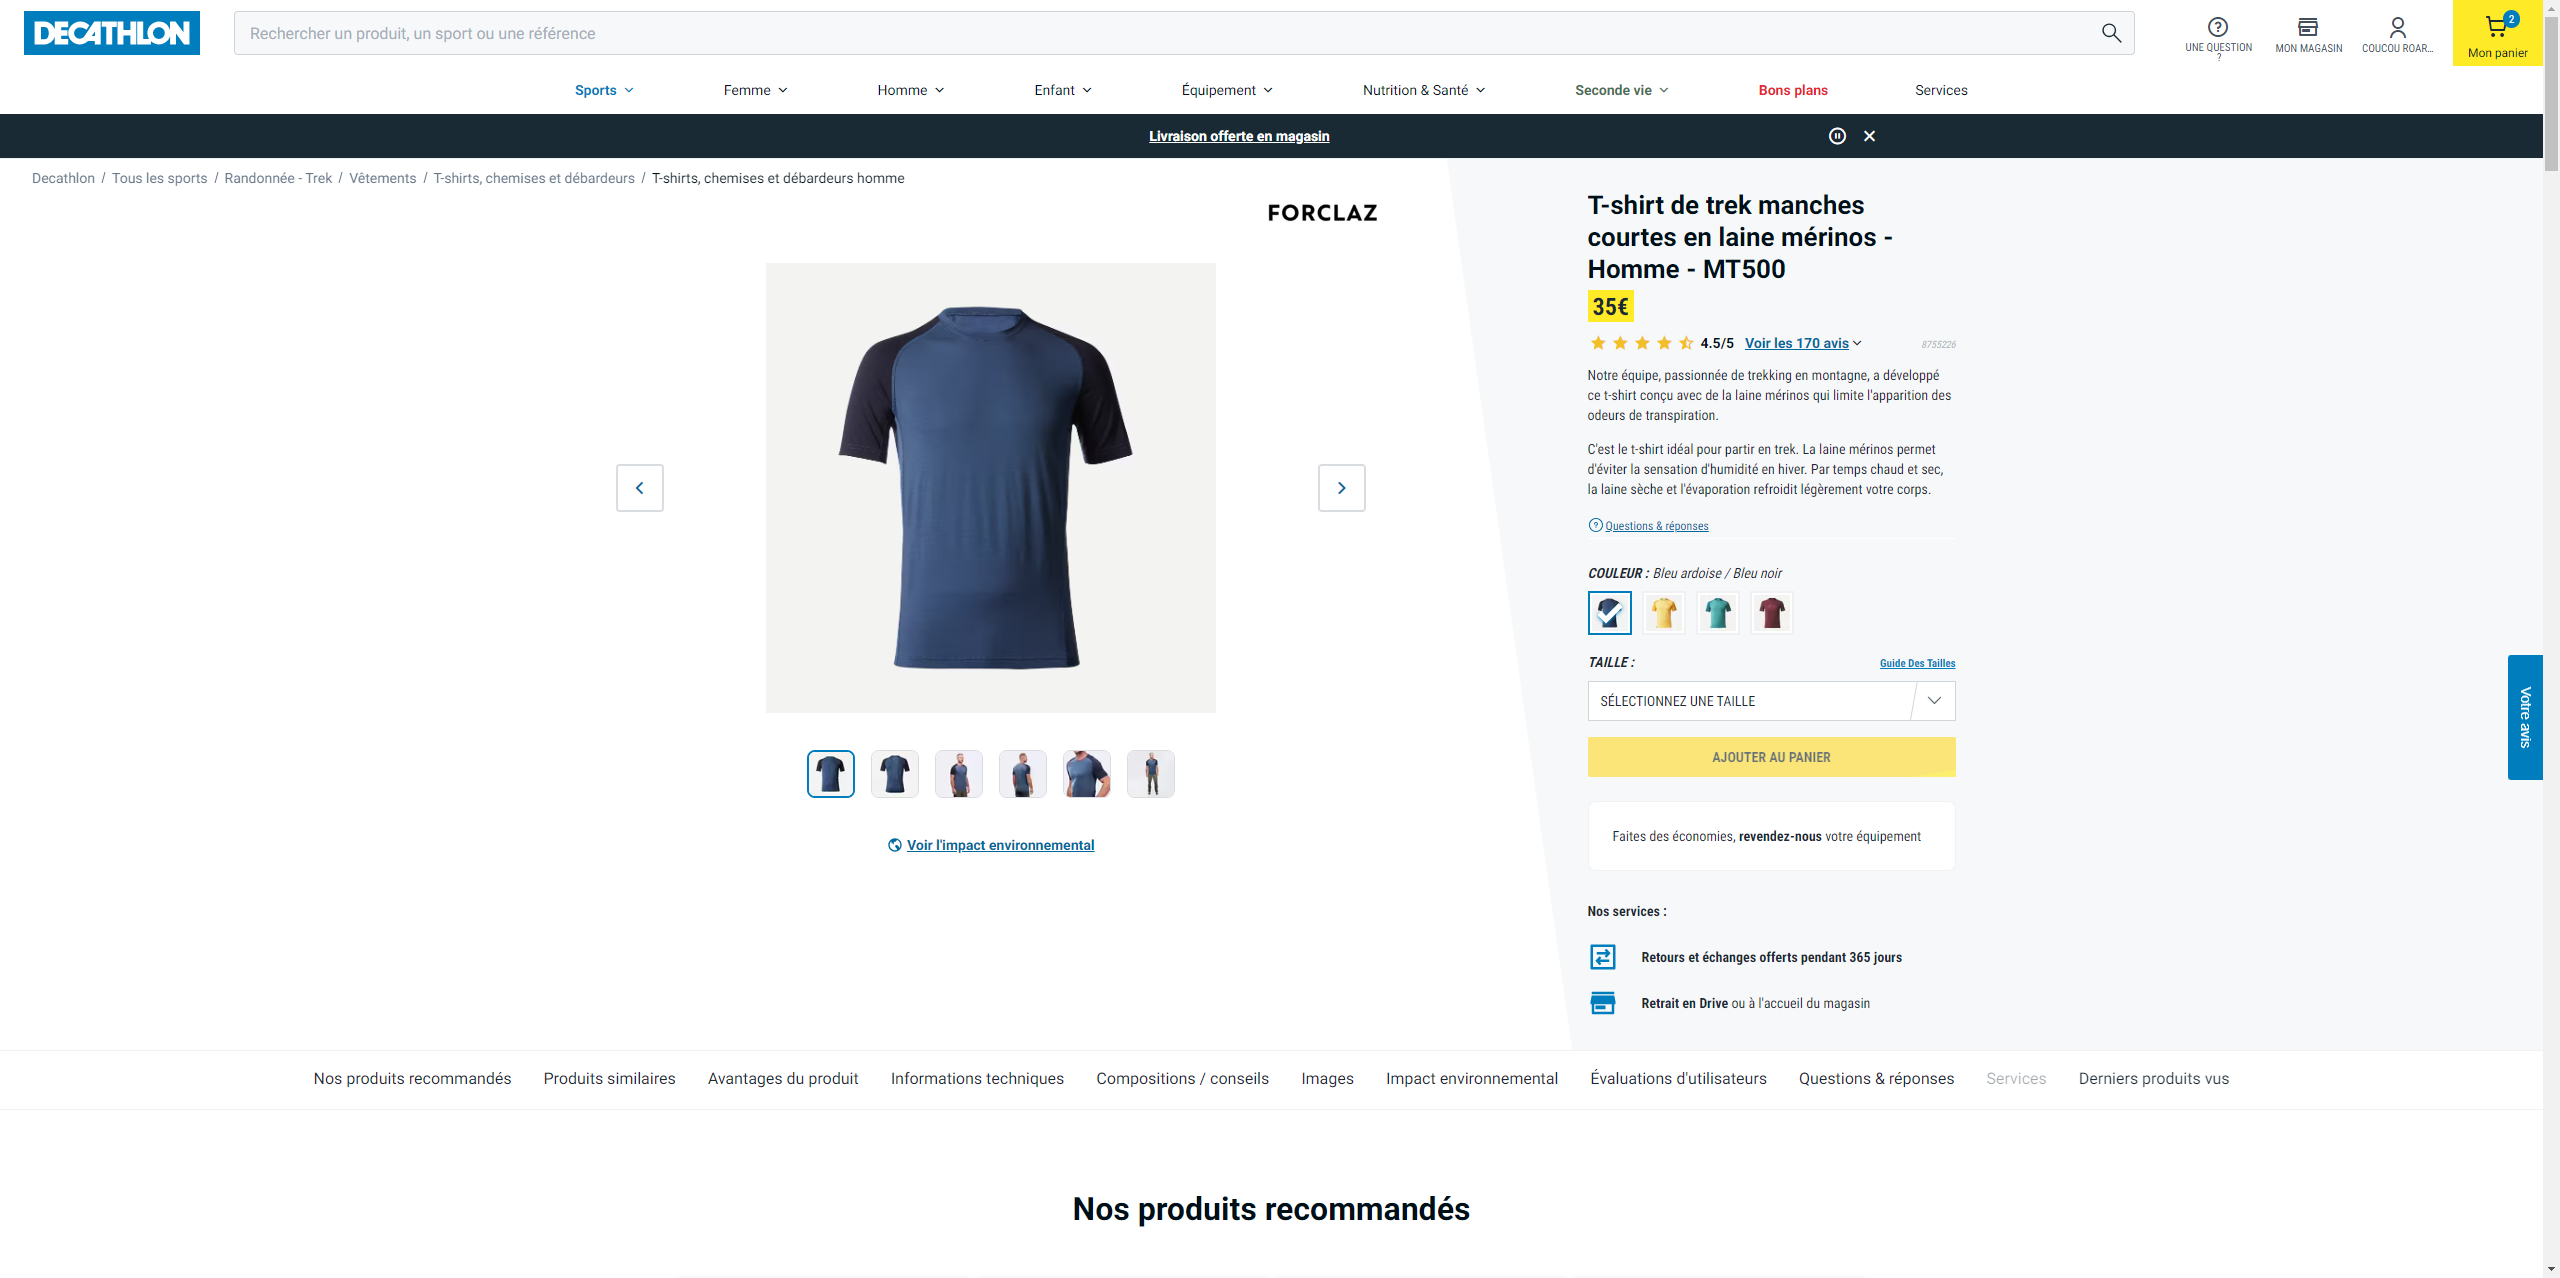 DECATHLON
Rechercher un produit, un sport ou une référence
UNE QUESTION
?
MON MAGASIN
COUCOU ROAR...
2
Mon panier
Sports
Femme
Homme
Enfant
Équipement
Nutrition & Santé
Seconde vie
Bons plans
Services
Livraison offerte en magasin
Decathlon / Tous les sports / Randonnée - Trek / Vêtements / T-shirts, chemises et débardeurs / T-shirts, chemises et débardeurs homme
FORCLAZ
Voir l'impact environnemental
T-shirt de trek manches
courtes en laine mérinos -
Homme - MT500
35€
4.5/5 Voir les 170 avis
8755226
Notre équipe, passionnée de trekking en montagne, a développé
ce t-shirt conçu avec de la laine mérinos qui limite l'apparition des
odeurs de transpiration.
C'est le t-shirt idéal pour partir en trek. La laine mérinos permet
d'éviter la sensation d'humidité en hiver. Par temps chaud et sec,
la laine sèche et l'évaporation refroidit légèrement votre corps.
Questions & réponses
COULEUR : Bleu ardoise / Bleu noir
TAILLE :
Guide Des Tailles
SÉLECTIONNEZ UNE TAILLE
AJOUTER AU PANIER
Faites des économies, revendez-nous votre équipement
Nos services :
Retours et échanges offerts pendant 365 jours
Retrait en Drive ou à l'accueil du magasin
Votre avis
Nos produits recommandés
Produits similaires
Avantages du produit
Informations techniques
Compositions / conseils
Images
Impact environnemental
Évaluations d'utilisateurs
Questions & réponses
Services
Derniers produits vus
Nos produits recommandés